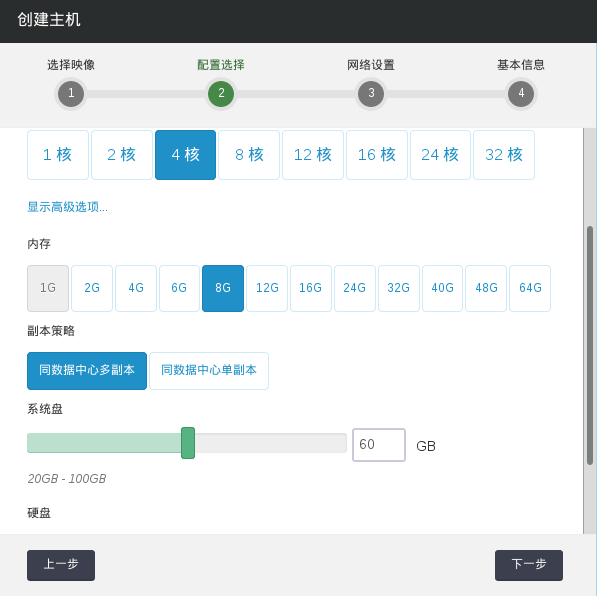 创建主机
选择映像 配置选择 网络设置 基本信息
1 2 3 4
1 核 2 核 4 核 8 核 12 核 16 核 24 核 32 核
显示高级选项...
内存
1G 2G 4G 6G 8G 12G 16G 24G 32G 40G 48G 64G
副本策略
同数据中心多副本 同数据中心单副本
系统盘
60 GB
20GB - 100GB
硬盘
上一步 下一步